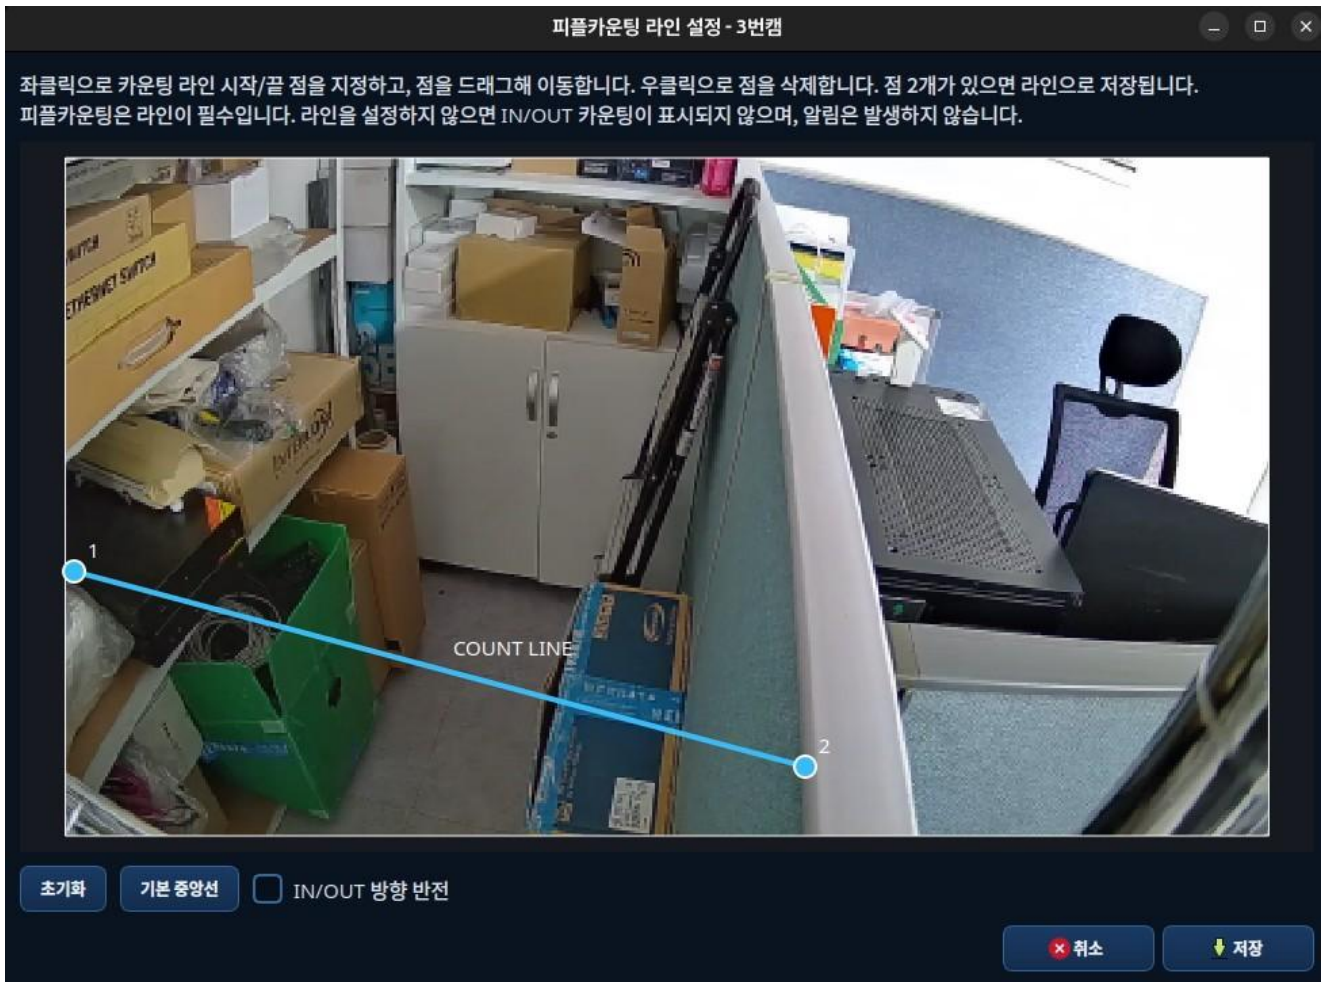 피플카운팅 라인 설정 - 3번캠
좌클릭으로 카운팅 라인 시작/끝 점을 지정하고, 점을 드래그해 이동합니다. 우클릭으로 점을 삭제합니다. 점 2개가 있으면 라인으로 저장됩니다.
피플카운팅은 라인이 필수입니다. 라인을 설정하지 않으면 IN/OUT 카운팅이 표시되지 않으며, 알림은 발생하지 않습니다.
SWITCH
ETHERNET SWITCH
1
COUNT LINE
2
초기화
기본 중앙선
IN/OUT 방향 반전
취소
저장